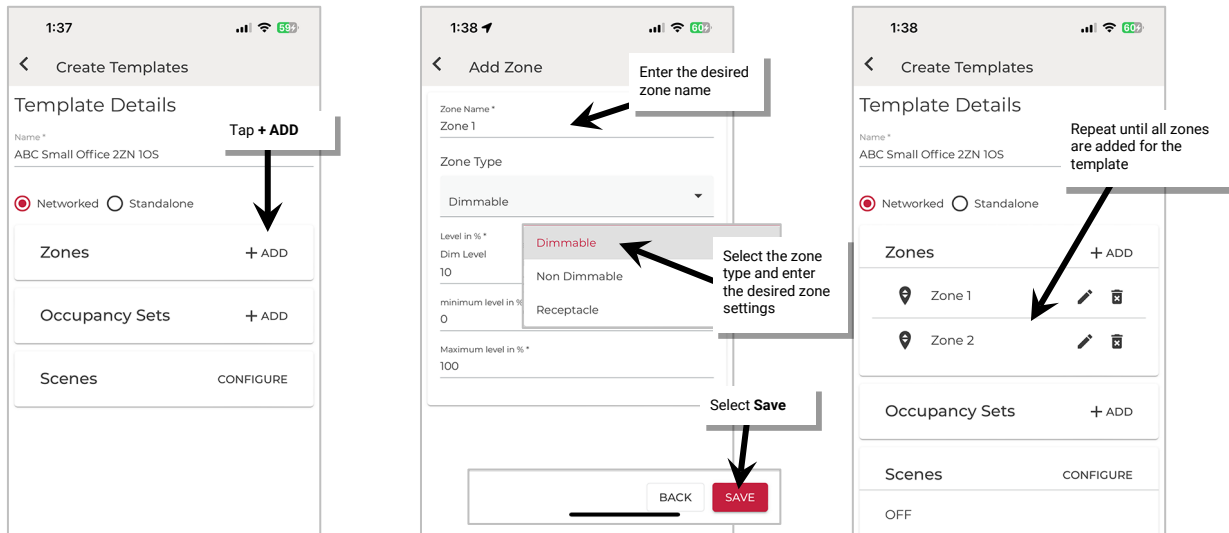 1:37
59
Create Templates
Template Details
Name *
ABC Small Office 2ZN 1OS
Tap + ADD
Networked
Standalone
Zones
+ ADD
Occupancy Sets
+ ADD
Scenes
CONFIGURE
1:38
60
Add Zone
Enter the desired
zone name
Zone Name *
Zone 1
Zone Type
Dimmable
Level in % *
Dim Level
10
minimum level in %
0
Maximum level in % *
100
Dimmable
Non Dimmable
Receptacle
Select the zone
type and enter
the desired zone
settings
Select Save
BACK
SAVE
1:38
60
Create Templates
Template Details
Name *
ABC Small Office 2ZN 1OS
Repeat until all zones
are added for the
template
Networked
Standalone
Zones
+ ADD
Zone 1
Zone 2
Occupancy Sets
+ ADD
Scenes
CONFIGURE
OFF